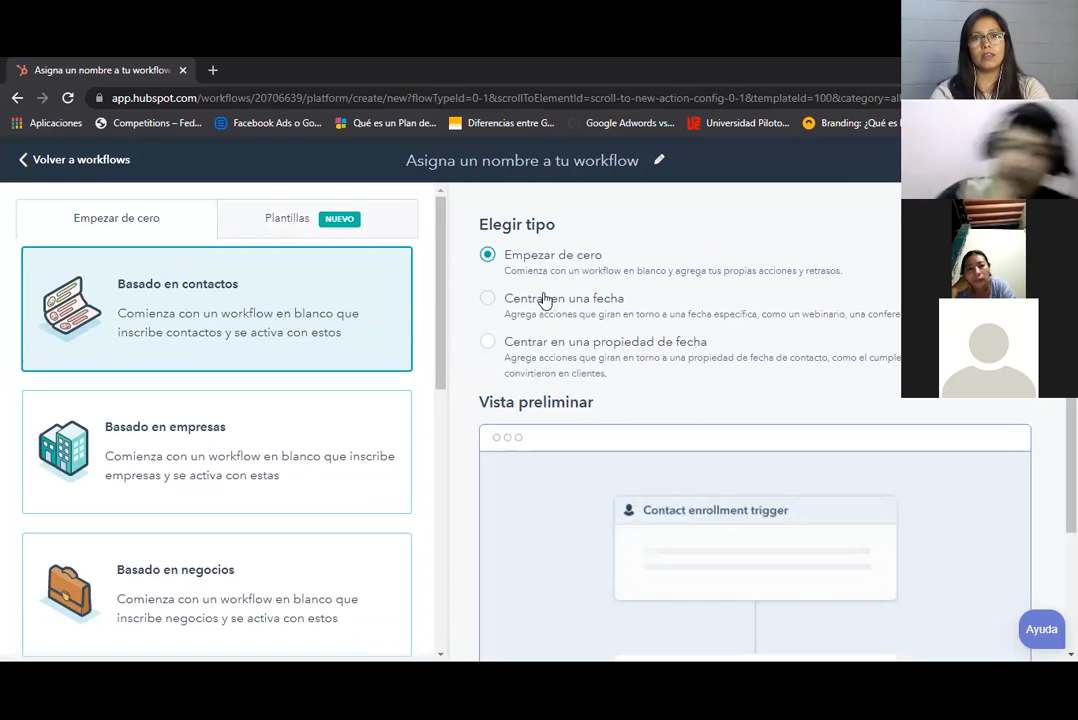 Asigna un nombre a tu workflow
app.hubspot.com/workflows/20706639/platform/create/new?flowTypeId=0-1&scrollToElementId=scroll-to-new-action-config-0-1&templateId=100&category=al
Aplicaciones
Competitions – Fed...
Facebook Ads o Go...
Qué es un Plan de...
Diferencias entre G...
Google Adwords vs...
Universidad Piloto...
Branding: ¿Qué es
Volver a workflows
Asigna un nombre a tu workflow
Empezar de cero
Plantillas NUEVO
Basado en contactos
Comienza con un workflow en blanco que
inscribe contactos y se activa con estos
Basado en empresas
Comienza con un workflow en blanco que inscribe
empresas y se activa con estas
Basado en negocios
Comienza con un workflow en blanco que
inscribe negocios y se activa con estos
Elegir tipo
Empezar de cero
Comienza con un workflow en blanco y agrega tus propias acciones y retrasos.
Centrar en una fecha
Agrega acciones que giran en torno a una fecha específica, como un webinario, una confere
Centrar en una propiedad de fecha
Agrega acciones que giran en torno a una propiedad de fecha de contacto, como el cumple
convirtieron en clientes.
Vista preliminar
Contact enrollment trigger
Ayuda